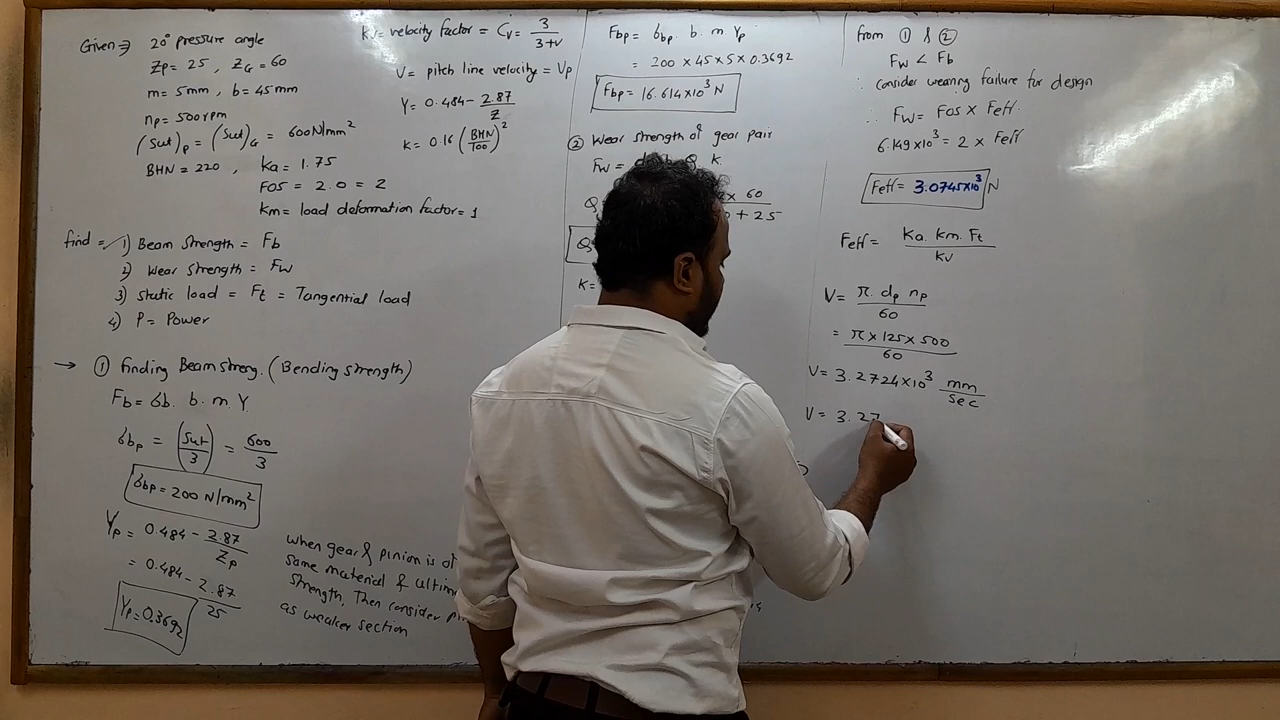 Given ⇒ 20° pressure angle
Zp = 25 , ZG = 60
m = 5mm , b = 45 mm
np = 500 rpm
(Sut)p = (Sut)G = 600N/mm²
BHN = 220 , Ka = 1.75
FOS = 2.0 = 2
Km = load deformation factor = 1
Kv = velocity factor = Cv = 3/(3+v)
V = pitch line velocity = Vp
Y = 0.484 - 2.87/Z
K = 0.16 (BHN/100)²
find = 1) Beam strength = Fb
2) Wear strength = Fw
3) static load = Ft = Tangential load
4) P = Power
→ ① finding Beam streng. (Bending strength)
Fb = σb. b. m. Y
σbp = (Sut/3) = 600/3
σbp = 200 N/mm²
Yp = 0.484 - 2.87/Zp
= 0.484 - 2.87/25
Yp = 0.3692
when gear & pinion is of
same material & ultim
strength, Then consider
as weaker section
Fbp = σbp. b. m Yp
= 200 × 45 × 5 × 0.3692
Fbp = 16.614×10³ N
② Wear strength of gear pair
Fw =
× 60
+ 25
K =
from ① & ②
Fw < Fb
∴ consider wearing failure for design
∴ Fw = FOS × Feff
6.149×10³ = 2 × Feff
Feff = 3.0745×10³ N
Feff = Ka. Km. Ft / Kv
V = π. dp np / 60
= π × 125 × 500 / 60
V = 3.2724×10³ mm/sec
V = 3.27